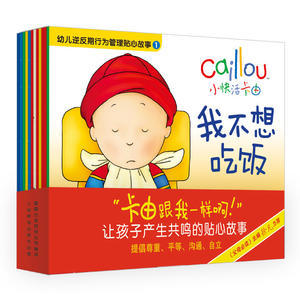 幼儿逆反期行为管理贴心故事1
caillou
小快活卡由
我不想
吃饭
“卡由跟我一样啊!”
让孩子产生共鸣的贴心故事
提倡尊重、平等、沟通、自立